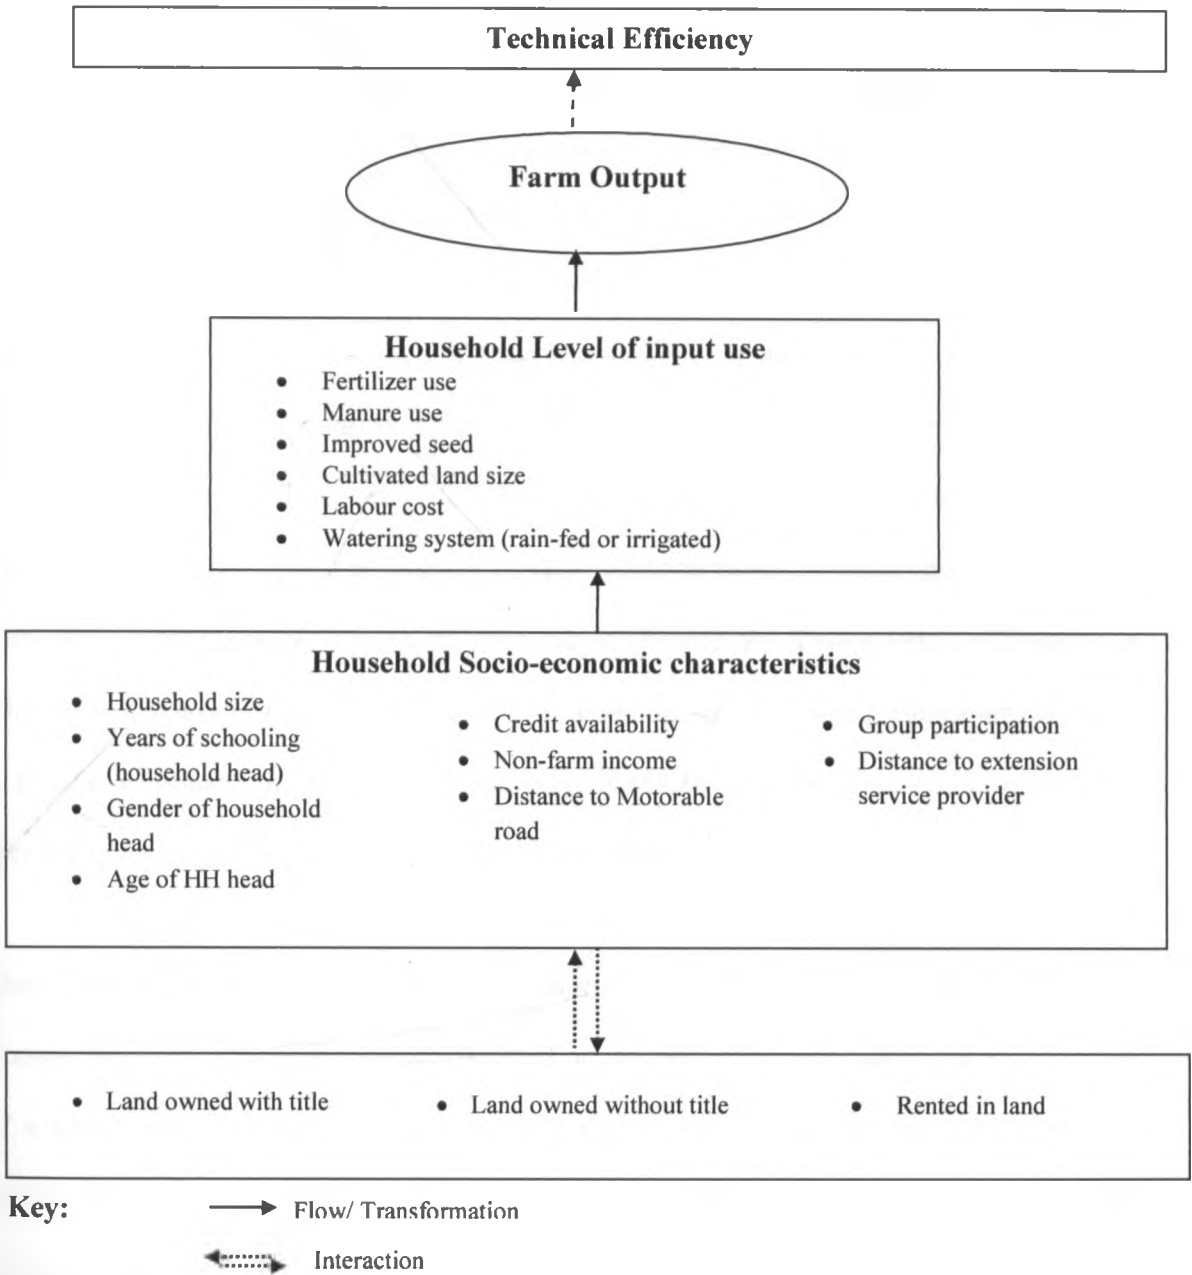 Technical Efficiency
Farm Output
Household Level of input use
• Fertilizer use
• Manure use
• Improved seed
• Cultivated land size
• Labour cost
• Watering system (rain-fed or irrigated)
Household Socio-economic characteristics
• Household size
• Years of schooling
(household head)
• Gender of household
head
• Age of HH head
• Credit availability
• Non-farm income
• Distance to Motorable
road
• Group participation
• Distance to extension
service provider
• Land owned with title
• Land owned without title
• Rented in land
Key:
Flow/ Transformation
Interaction